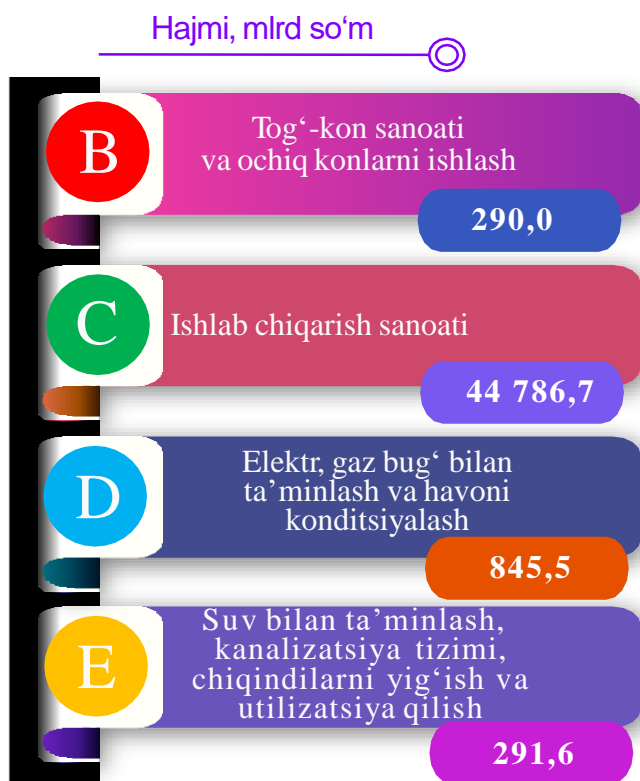 Hajmi, mlrd so‘m
B
Tog‘-kon sanoati
va ochiq konlarni ishlash
290,0
C
Ishlab chiqarish sanoati
44 786,7
D
Elektr, gaz bug‘ bilan
ta’minlash va havoni
konditsiyalash
845,5
E
Suv bilan ta’minlash,
kanalizatsiya tizimi,
chiqindilarni yig‘ish va
utilizatsiya qilish
291,6